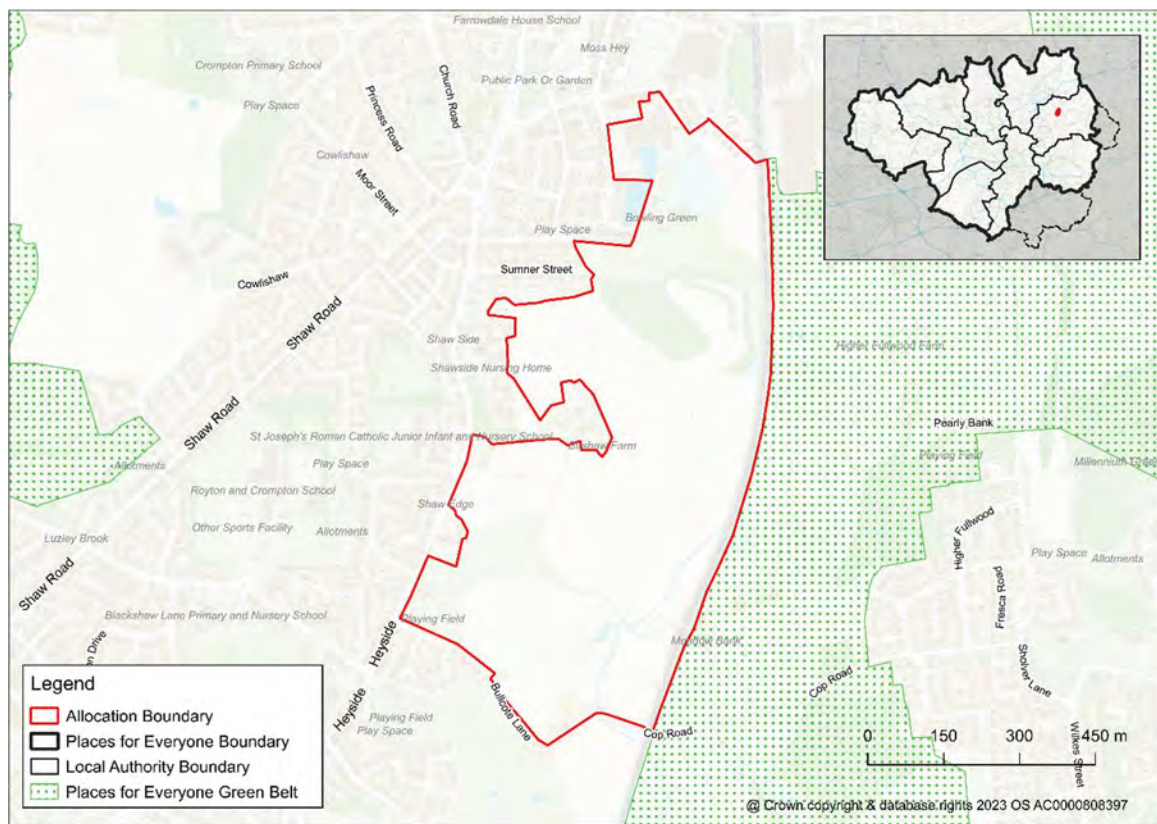 Farrowdale House School
Moss Hey
Crompton Primary School
Public Park Or Garden
Church Road
Play Space
Princess Road
Cowlishaw
Moor Street
Bowling Green
Play Space
Sumner Street
Cowlishaw
Shaw Road
Shaw Side
Higher Fullwood Farm
Shawside Nursing Home
Pearly Bank
Shaw Road
St Joseph's Roman Catholic Junior Infant and Nursery School
Playing Field
Millennium Gree
Allotments
Play Space
Royton and Crompton School
Shaw Edge
Other Sports Facility
Allotments
Higher Fullwood
Luzley Brook
Play Space
Allotments
Shaw Road
Fresca Road
Blackshaw Lane Primary and Nursery School
Playing Field
Heyside
Meadow Bank
on Drive
Sholver Lane
Cop Road
Bullcote Lane
Heyside
Playing Field
Play Space
Cop Road
Wilkes Street
Legend
Allocation Boundary
Places for Everyone Boundary
Local Authority Boundary
Places for Everyone Green Belt
0 150 300 450 m
@ Crown copyright & database rights 2023 OS AC0000808397